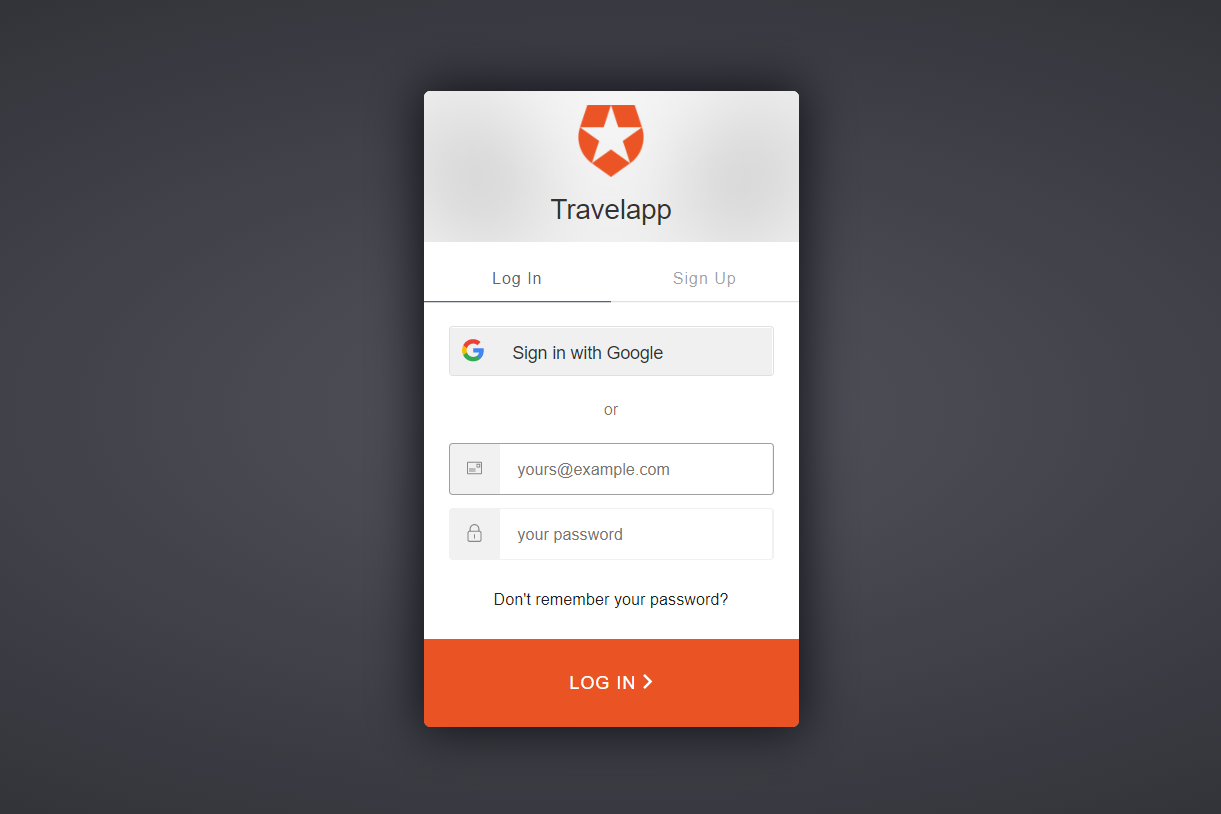 Travelapp
Log In
Sign Up
Sign in with Google
or
yours@example.com
your password
Don't remember your password?
LOG IN